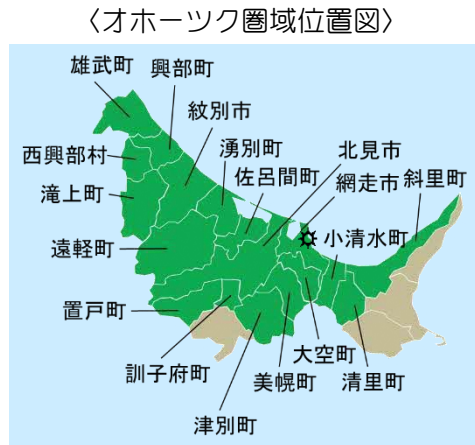 〈オホーツク圏域位置図〉
雄武町
興部町
紋別市
湧別町
北見市
西興部村
佐呂間町
網走市
斜里町
滝上町
小清水町
遠軽町
置戸町
大空町
訓子府町
美幌町
清里町
津別町